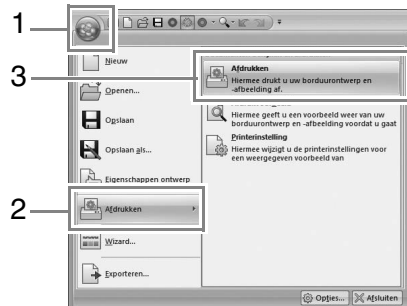 1
3
2
Nieuw
Openen...
Opslaan
Opslaan als...
Eigenschappen ontwerp
Afdrukken
Wizard...
Exporteren...
Afdrukken
Hiermee drukt u uw borduurontwerp en
-afbeelding af.
Hiermee geeft u een voorbeeld weer van uw
borduurontwerp en -afbeelding voordat u gaat
Printerinstelling
Hiermee wijzigt u de printerinstellingen voor
een weergegeven voorbeeld van
Opties...
Afsluiten